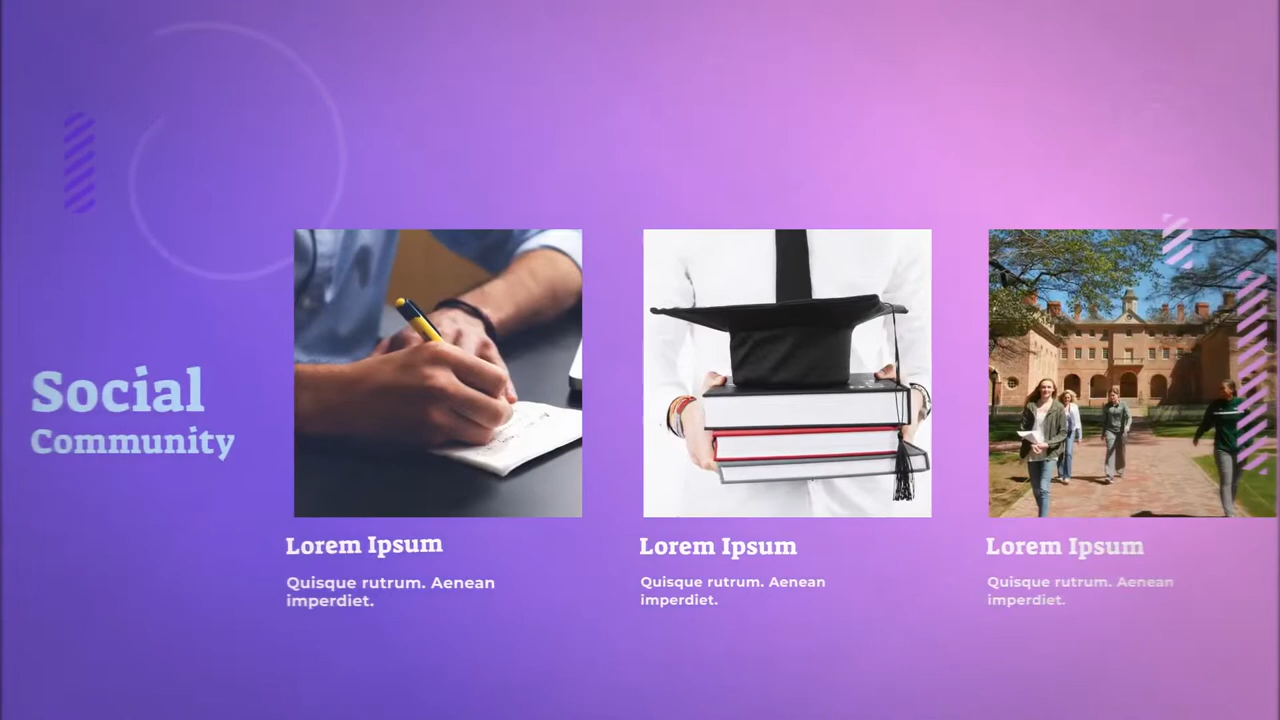 Social
Community
Lorem Ipsum
Quisque rutrum. Aenean
imperdiet.
Lorem Ipsum
Quisque rutrum. Aenean
imperdiet.
Lorem Ipsum
Quisque rutrum. Aenean
imperdiet.